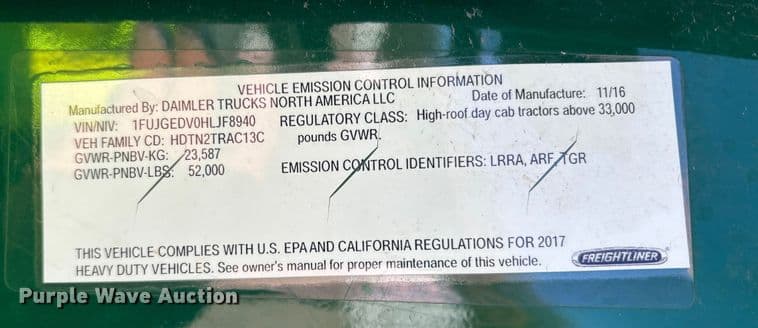 VEHICLE EMISSION CONTROL INFORMATION
Manufactured By: DAIMLER TRUCKS NORTH AMERICA LLC Date of Manufacture: 11/16
VIN/NIV: 1FUJGEDV0HLJF8940 REGULATORY CLASS: High-roof day cab tractors above 33,000
VEH FAMILY CD: HDTN2TRAC13C pounds GVWR.
GVWR-PNBV-KG: 23,587
GVWR-PNBV-LBS: 52,000 EMISSION CONTROL IDENTIFIERS: LRRA, ARF, TGR
THIS VEHICLE COMPLIES WITH U.S. EPA AND CALIFORNIA REGULATIONS FOR 2017
HEAVY DUTY VEHICLES. See owner's manual for proper maintenance of this vehicle.
FREIGHTLINER
Purple Wave Auction